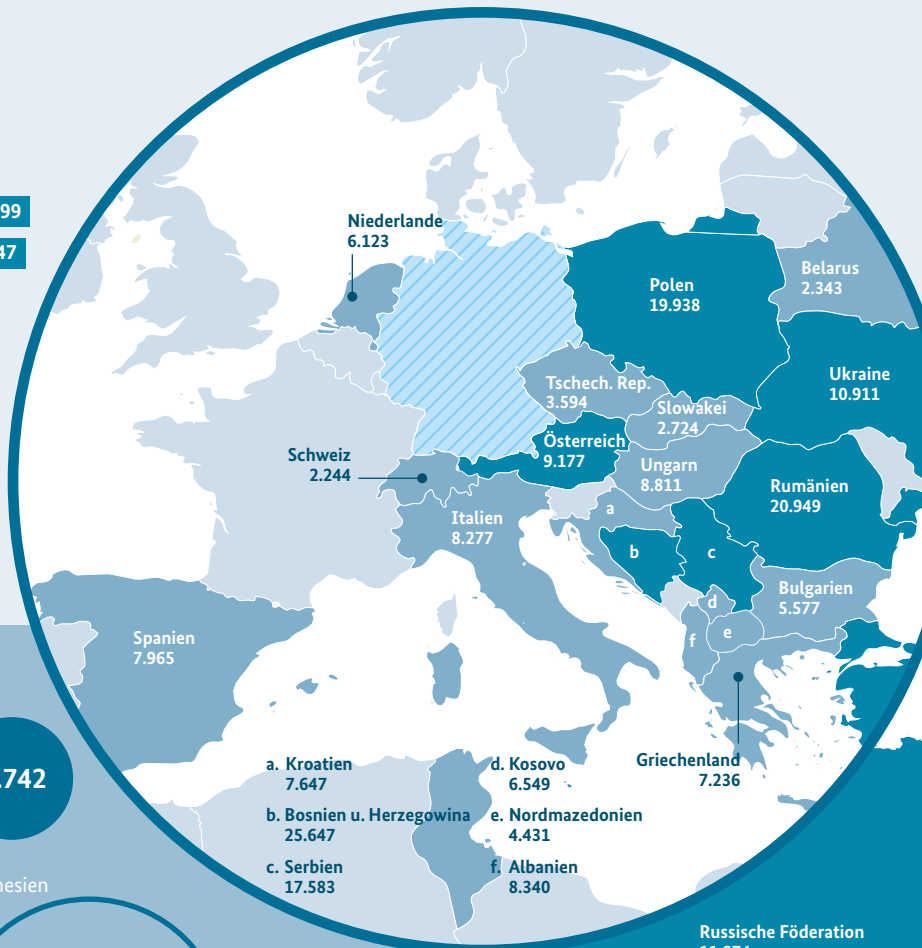 99
47
Niederlande
6.123
Polen
19.938
Belarus
2.343
Ukraine
10.911
Tschech. Rep.
3.594
Slowakei
2.724
Österreich
9.177
Schweiz
2.244
Ungarn
8.811
Rumänien
20.949
Italien
8.277
a
b
c
d
e
f
Bulgarien
5.577
Spanien
7.965
Griechenland
7.236
.742
a. Kroatien
7.647
b. Bosnien u. Herzegowina
25.647
c. Serbien
17.583
d. Kosovo
6.549
e. Nordmazedonien
4.431
f. Albanien
8.340
nesien
Russische Föderation